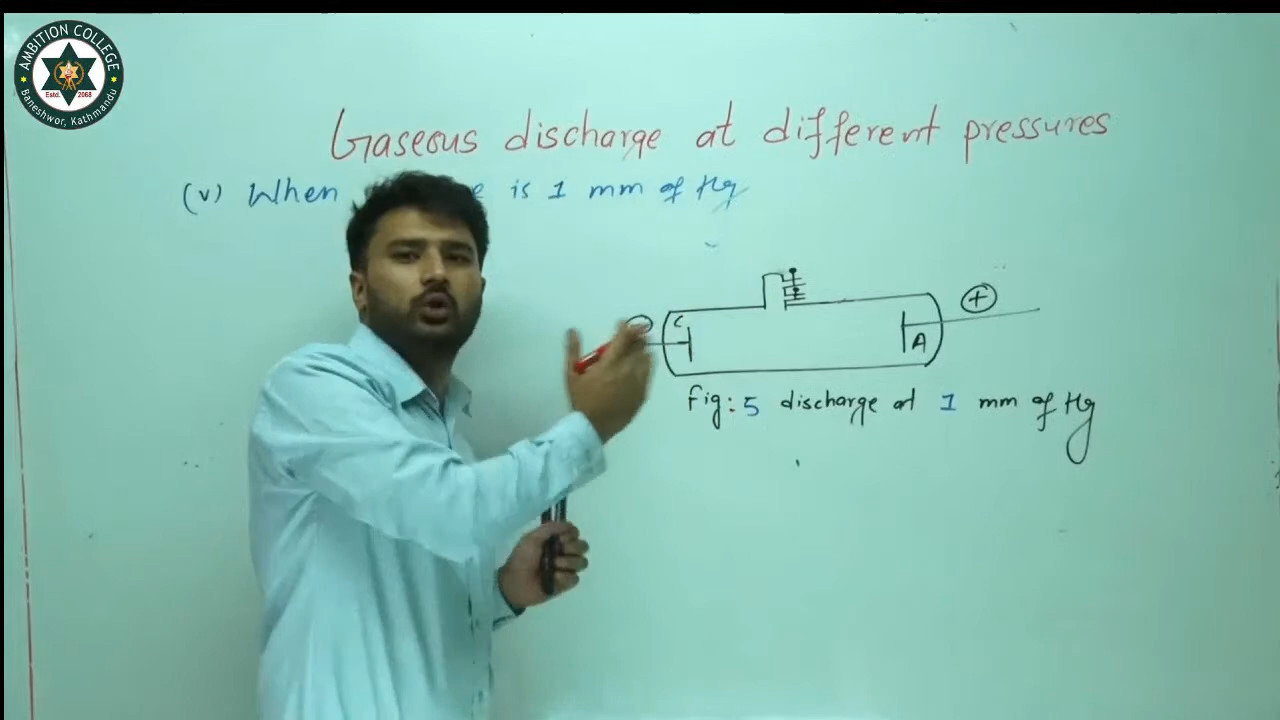 AMBITION COLLEGE
Estd. 2068
Baneshwor, Kathmandu
Gaseous discharge at different pressures
(v) When is 1 mm of Hg
C
+
A
Fig: 5 discharge at 1 mm of Hg